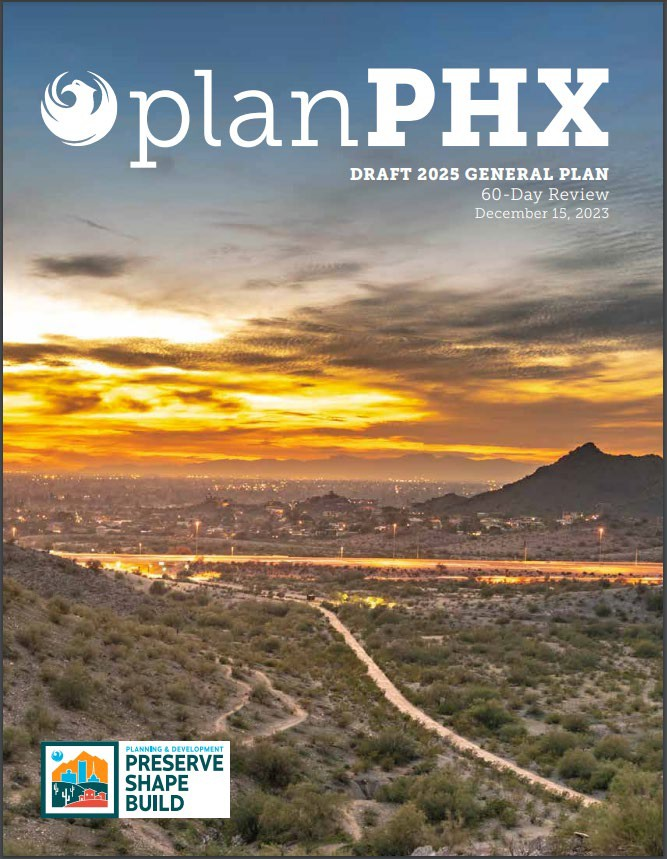 planPHX
DRAFT 2025 GENERAL PLAN
60-Day Review
December 15, 2023
PLANNING & DEVELOPMENT
PRESERVE
SHAPE
BUILD